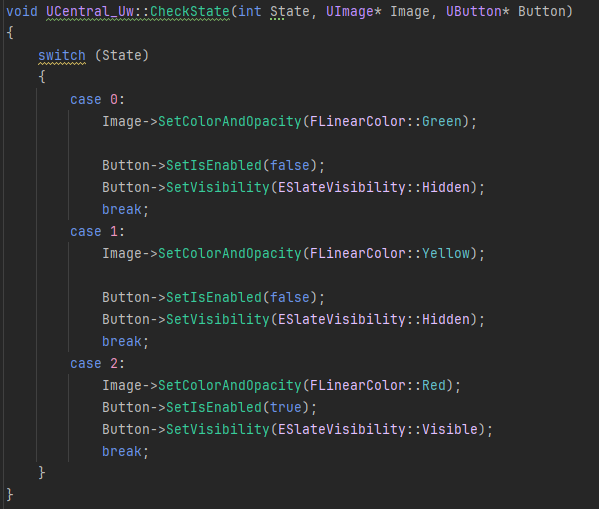 void UCentral_Uw::CheckState(int State, UImage* Image, UButton* Button)
{
    switch (State)
    {
        case 0:
            Image->SetColorAndOpacity(FLinearColor::Green);

            Button->SetIsEnabled(false);
            Button->SetVisibility(ESlateVisibility::Hidden);
            break;
        case 1:
            Image->SetColorAndOpacity(FLinearColor::Yellow);

            Button->SetIsEnabled(false);
            Button->SetVisibility(ESlateVisibility::Hidden);
            break;
        case 2:
            Image->SetColorAndOpacity(FLinearColor::Red);
            Button->SetIsEnabled(true);
            Button->SetVisibility(ESlateVisibility::Visible);
            break;
    }
}